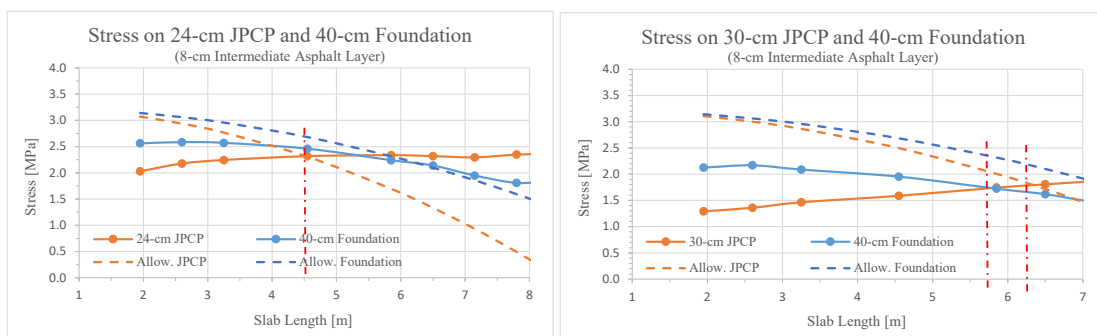 Stress on 24-cm JPCP and 40-cm Foundation
(8-cm Intermediate Asphalt Layer)
4.0
3.5
3.0
2.5
2.0
1.5
1.0
0.5
0.0
Stress [MPa]
24-cm JPCP
40-cm Foundation
Allow. JPCP
Allow. Foundation
1 2 3 4 5 6 7 8
Slab Length [m]
Stress on 30-cm JPCP and 40-cm Foundation
(8-cm Intermediate Asphalt Layer)
4.0
3.5
3.0
2.5
2.0
1.5
1.0
0.5
0.0
Stress [MPa]
30-cm JPCP
40-cm Foundation
Allow. JPCP
Allow. Foundation
1 2 3 4 5 6 7
Slab Length [m]